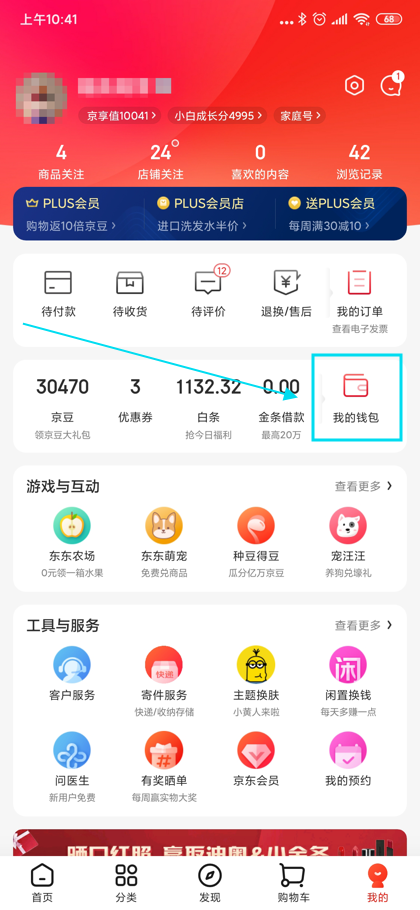 上午10:41
... 68
1
京享值10041 > 小白成长分4995 > 家庭号 >
4 24 0 42
商品关注 店铺关注 喜欢的内容 浏览记录
PLUS会员 PLUS会员店 送PLUS会员
购物返10倍京豆 > 进口洗发水半价 > 每周满30减10 >
12
待付款 待收货 待评价 退换/售后 我的订单
查看电子发票
30470 3 1132.32 0.00
京豆 优惠券 白条 金条借款 我的钱包
领京豆大礼包 抢今日福利 最高20万
游戏与互动 查看更多 >
东东农场 东东萌宠 种豆得豆 宠汪汪
0元领一箱水果 免费兑商品 瓜分亿万京豆 养狗兑壕礼
工具与服务 查看更多 >
快递 闲
客户服务 寄件服务 主题换肤 闲置换钱
快递/收纳存储 小黄人来啦 每天多赚一点
#
问医生 有奖晒单 京东会员 我的预约
新用户免费 每周赢实物大奖
晒口红照 赢取迪奥&小金条
首页 分类 发现 购物车 我的